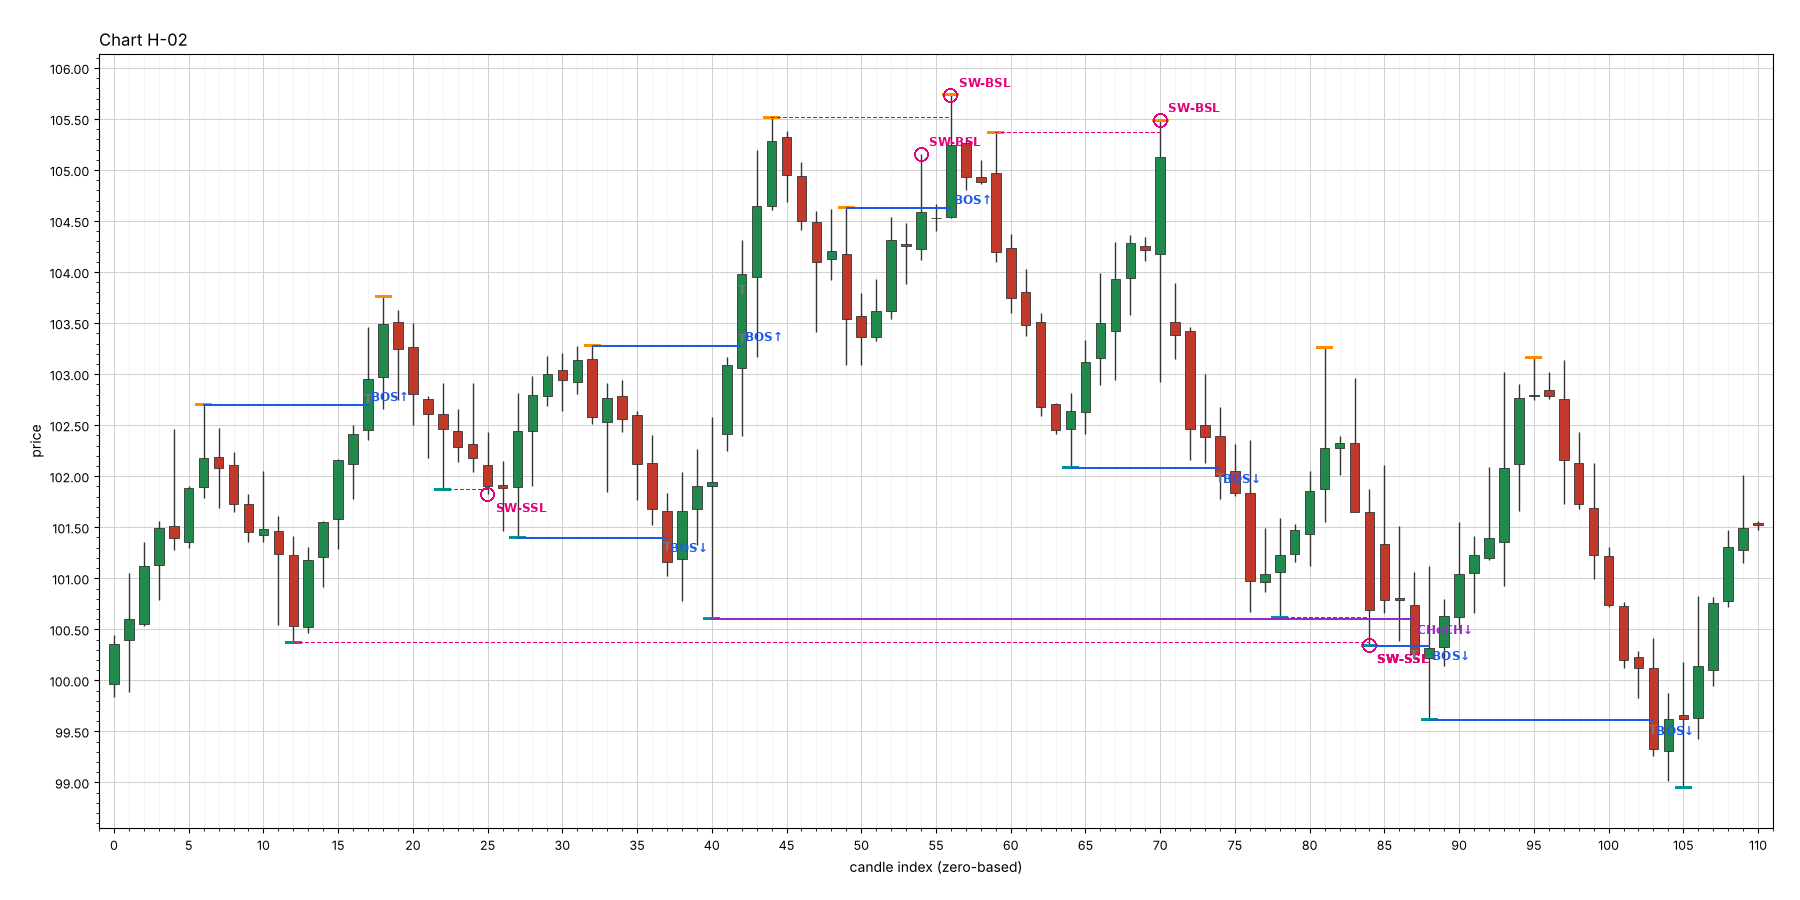 Chart H-02
106.00
105.50
105.00
104.50
104.00
103.50
103.00
102.50
102.00
101.50
101.00
100.50
100.00
99.50
99.00
price
SW-BSL
SW-BSL
SW-BSL
BOS↑
BOS↑
BOS↑
BOS↓
SW-SSL
BOS↓
CHoCH↓
SW-SSL
BOS↓
BOS↓
0 5 10 15 20 25 30 35 40 45 50 55 60 65 70 75 80 85 90 95 100 105 110
candle index (zero-based)